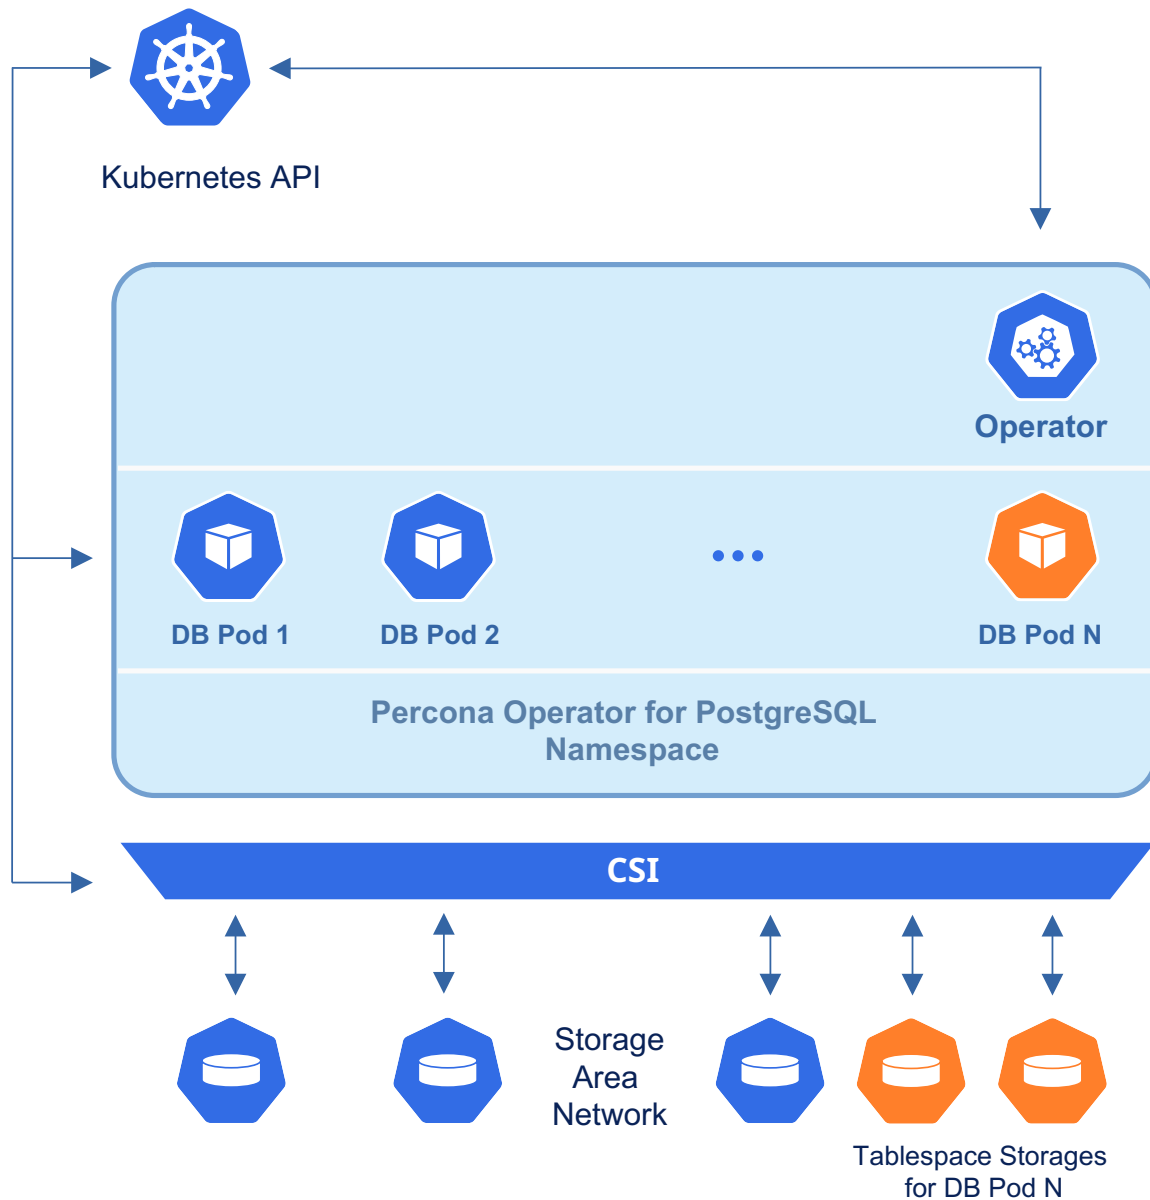 Kubernetes API
Operator
DB Pod 1
DB Pod 2
DB Pod N
Percona Operator for PostgreSQL
Namespace
CSI
Storage
Area
Network
Tablespace Storages
for DB Pod N